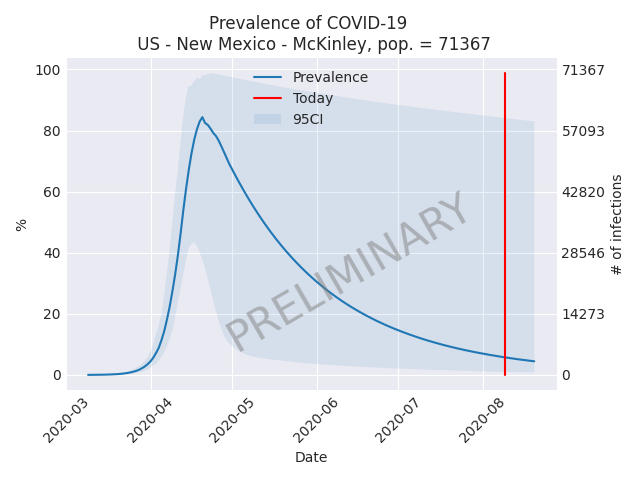 Prevalence of COVID-19
US - New Mexico - McKinley, pop. = 71367
Prevalence
Today
95CI
PRELIMINARY
%
100
80
60
40
20
0
71367
57093
42820
28546
14273
0
# of infections
2020-03
2020-04
2020-05
2020-06
2020-07
2020-08
Date